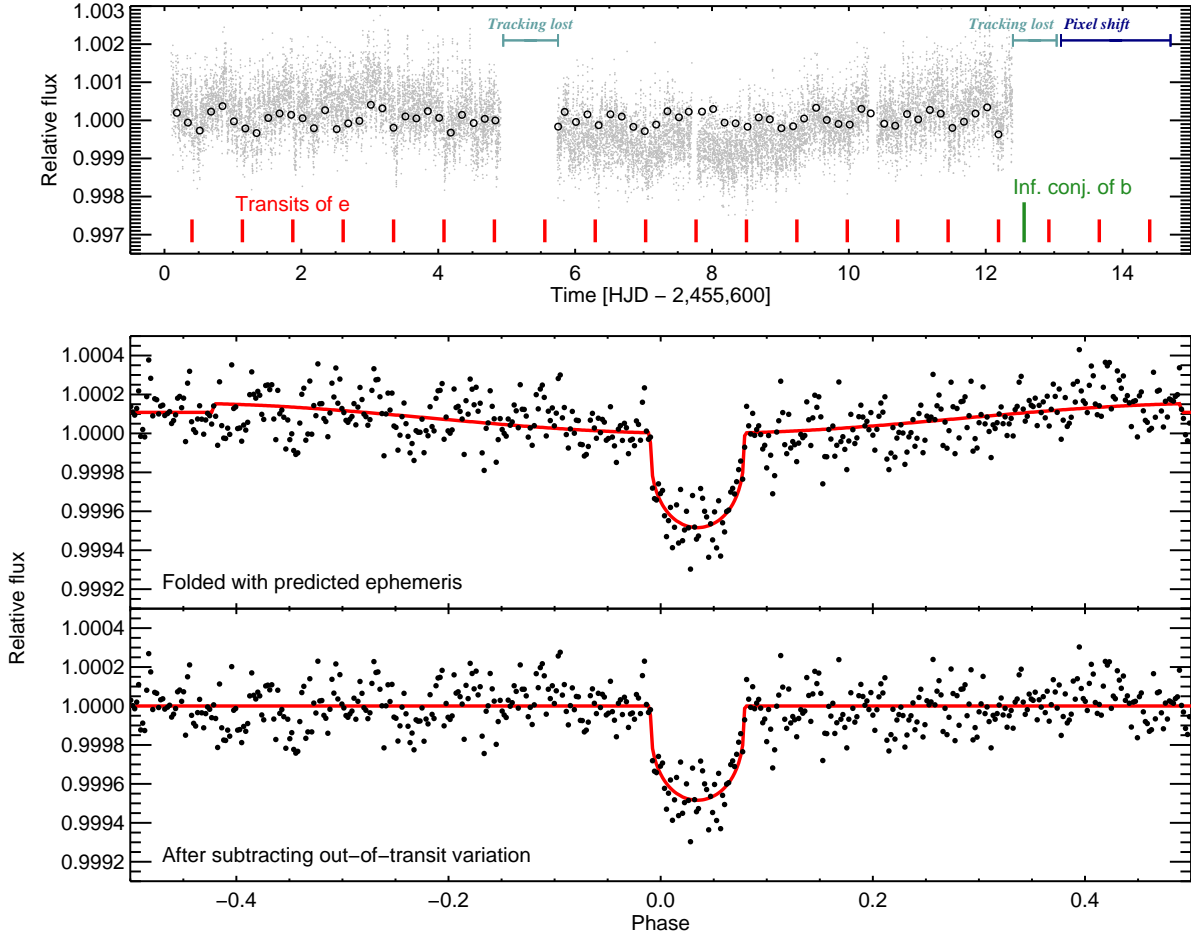 1.003
1.002
1.001
1.000
0.999
0.998
0.997
Relative flux
Tracking lost
Tracking lost
Pixel shift
Transits of e
Inf. conj. of b
0 2 4 6 8 10 12 14
Time [HJD − 2,455,600]
1.0004
1.0002
1.0000
0.9998
0.9996
0.9994
0.9992
Folded with predicted ephemeris
Relative flux
1.0004
1.0002
1.0000
0.9998
0.9996
0.9994
0.9992
After subtracting out−of−transit variation
−0.4 −0.2 0.0 0.2 0.4
Phase